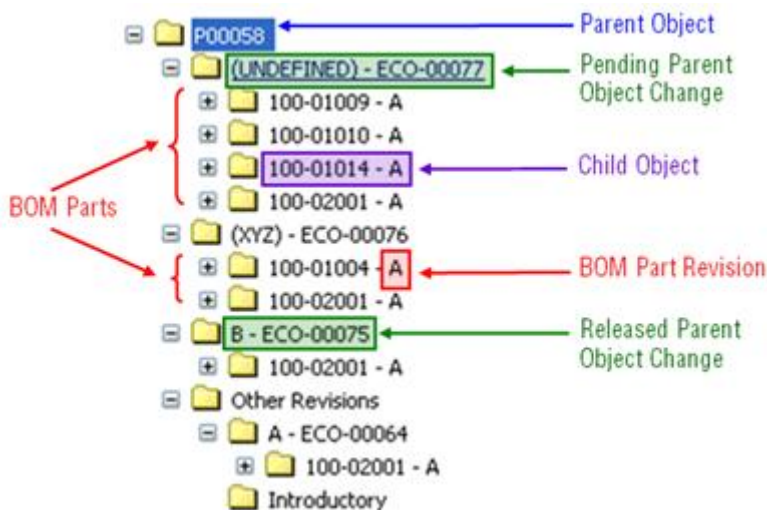 P00058
Parent Object
(UNDEFINED) - ECO-00077
Pending Parent
Object Change
100-01009 - A
100-01010 - A
100-01014 - A
Child Object
100-02001 - A
BOM Parts
(XYZ) - ECO-00076
100-01004 - A
BOM Part Revision
100-02001 - A
B - ECO-00075
Released Parent
Object Change
100-02001 - A
Other Revisions
A - ECO-00064
100-02001 - A
Introductory